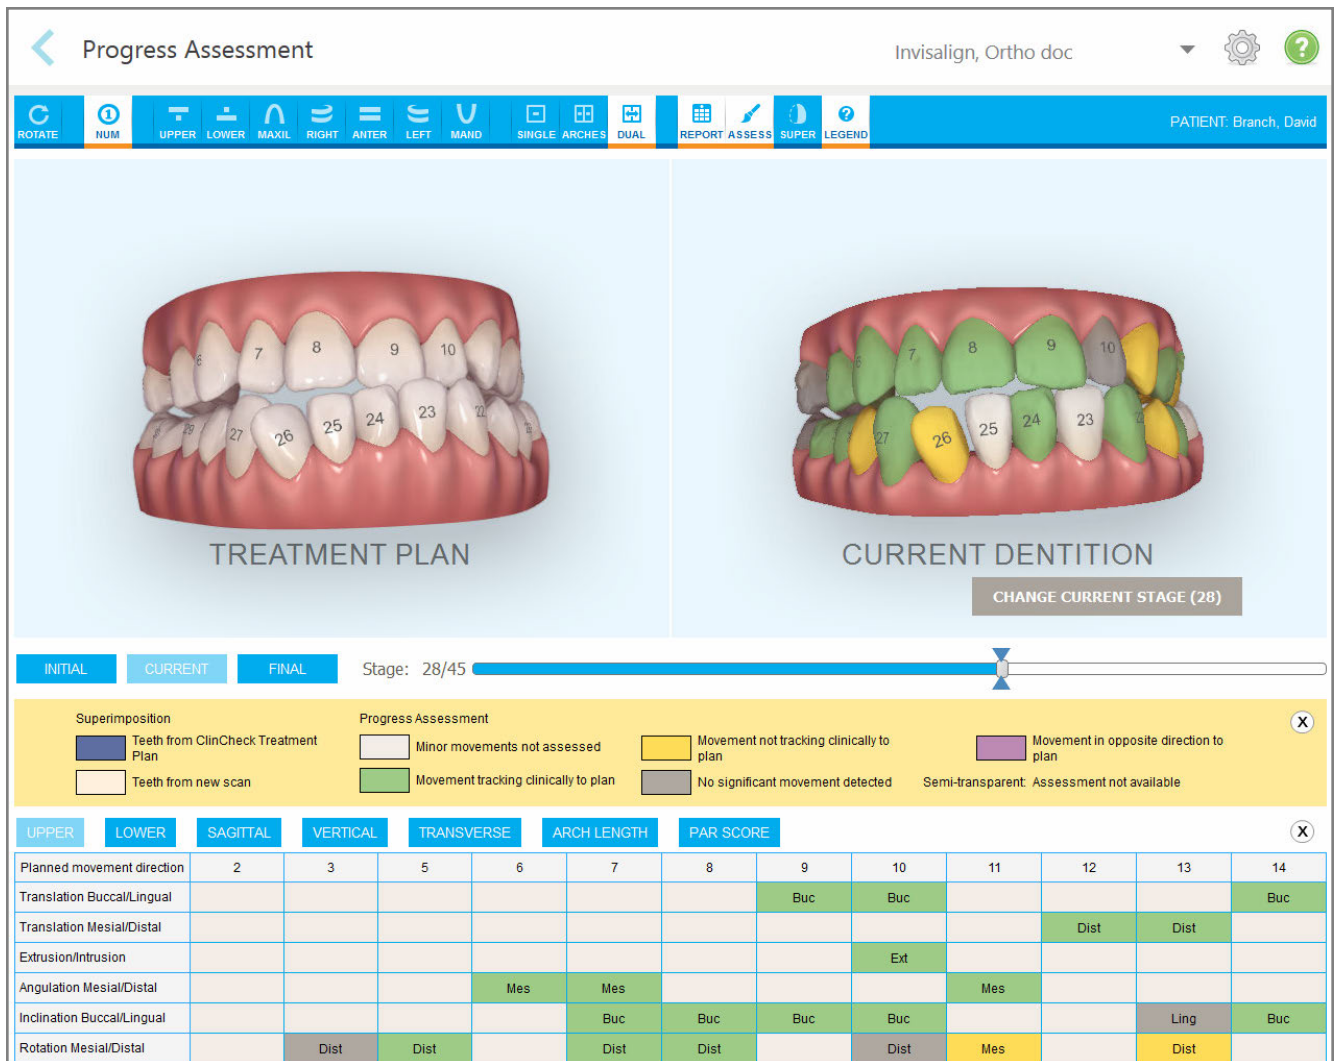 Progress Assessment
Invisalign, Ortho doc
ROTATE NUM UPPER LOWER MAXIL RIGHT ANTER LEFT MAND SINGLE ARCHES DUAL REPORT ASSESS SUPER LEGEND
PATIENT: Branch, David
6 7 8 9 10
29 27 26 25 24 23 22
TREATMENT PLAN
6 7 8 9 10
27 26 25 24 23
CURRENT DENTITION
CHANGE CURRENT STAGE (28)
INITIAL CURRENT FINAL Stage: 28/45
Superimposition
Teeth from ClinCheck Treatment
Plan
Teeth from new scan
Progress Assessment
Minor movements not assessed
Movement tracking clinically to plan
Movement not tracking clinically to
plan
No significant movement detected
Movement in opposite direction to
plan
Semi-transparent: Assessment not available
X
UPPER LOWER SAGITTAL VERTICAL TRANSVERSE ARCH LENGTH PAR SCORE X
Planned movement direction 2 3 5 6 7 8 9 10 11 12 13 14
Translation Buccal/Lingual Buc Buc Buc
Translation Mesial/Distal Dist Dist
Extrusion/Intrusion Ext
Angulation Mesial/Distal Mes Mes Mes
Inclination Buccal/Lingual Buc Buc Buc Buc Ling Buc
Rotation Mesial/Distal Dist Dist Dist Dist Dist Mes Dist